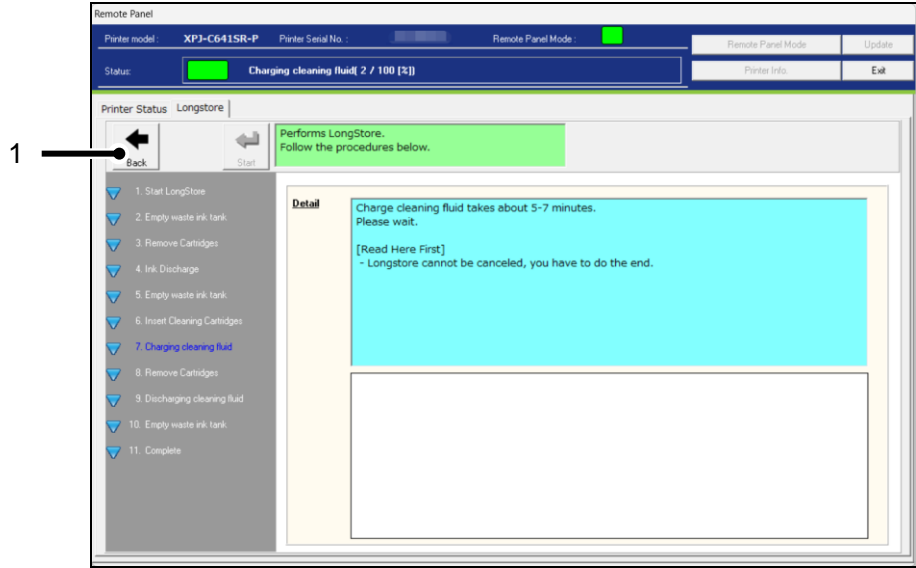 Remote Panel
Printer model : XPJ-C641SR-P Printer Serial No. : Remote Panel Mode :
Remote Panel Mode Update
Status: Charging cleaning fluid( 2 / 100 [%])
Printer Info. Exit
Printer Status Longstore
1
Back Start
Performs LongStore.
Follow the procedures below.
1. Start LongStore
2. Empty waste ink tank
3. Remove Cartridges
4. Ink Discharge
5. Empty waste ink tank
6. Insert Cleaning Cartridges
7. Charging cleaning fluid
8. Remove Cartridges
9. Discharging cleaning fluid
10. Empty waste ink tank
11. Complete
Detail
Charge cleaning fluid takes about 5-7 minutes.
Please wait.
[Read Here First]
- Longstore cannot be canceled, you have to do the end.